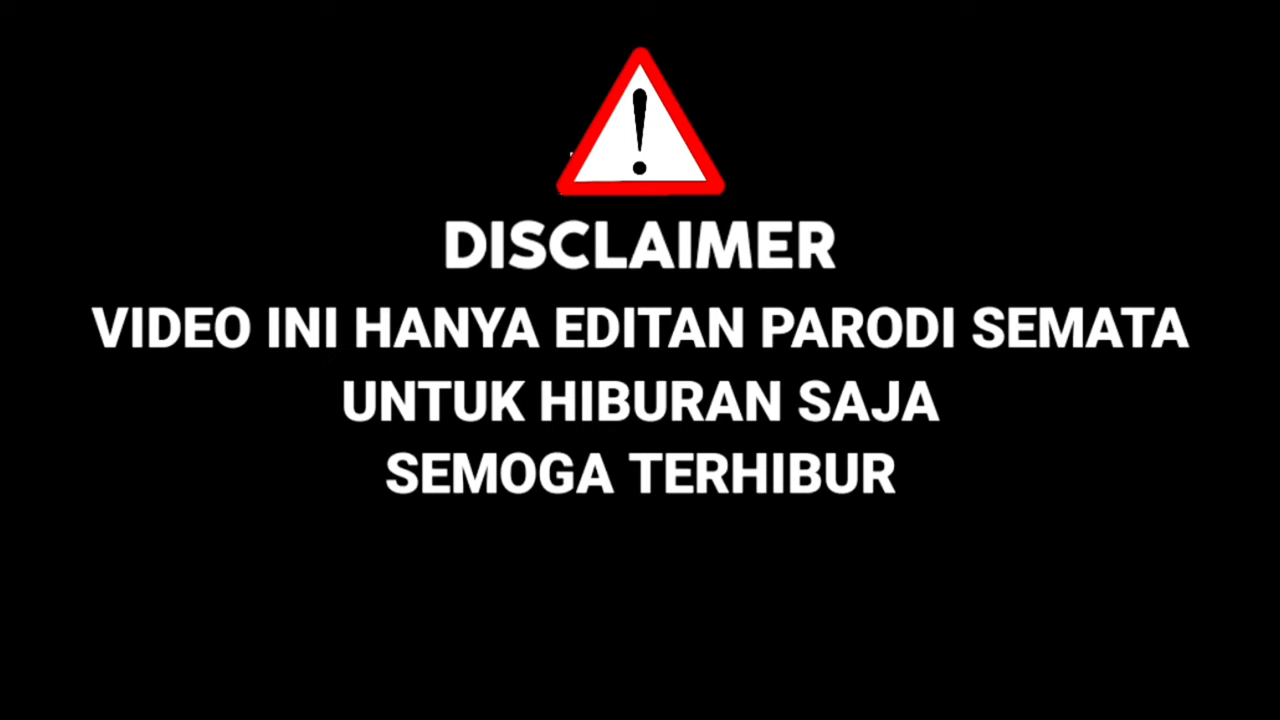 DISCLAIMER
VIDEO INI HANYA EDITAN PARODI SEMATA
UNTUK HIBURAN SAJA
SEMOGA TERHIBUR